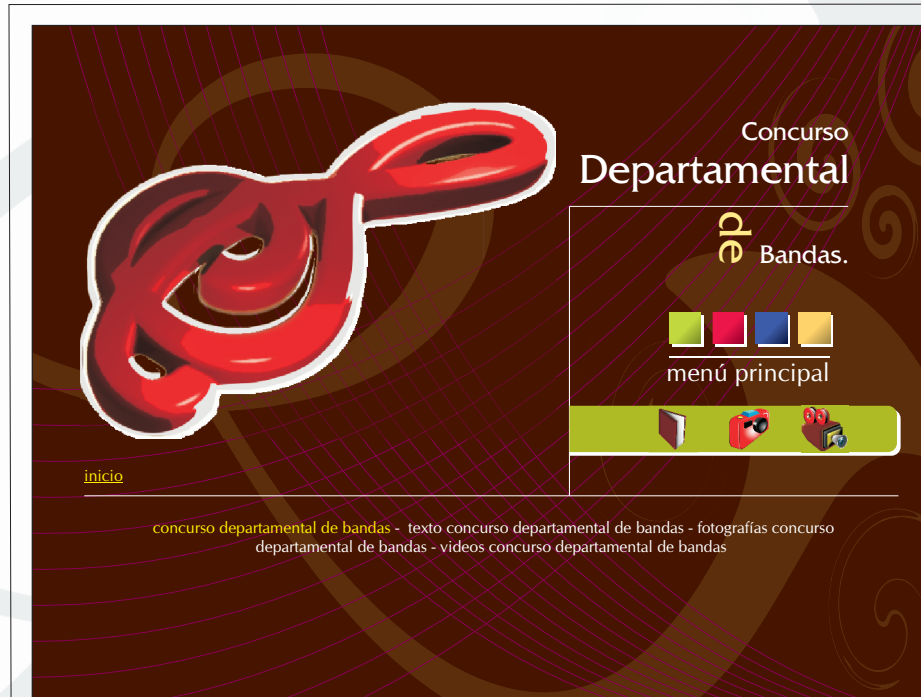 Concurso
Departamental
de
Bandas.
menú principal
inicio
concurso departamental de bandas - texto concurso departamental de bandas - fotografías concurso
departamental de bandas - videos concurso departamental de bandas